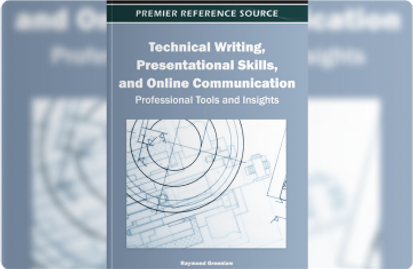 PREMIER REFERENCE SOURCE
Technical Writing,
Presentational Skills,
and Online Communication
Professional Tools and Insights
Raymond Greenlaw